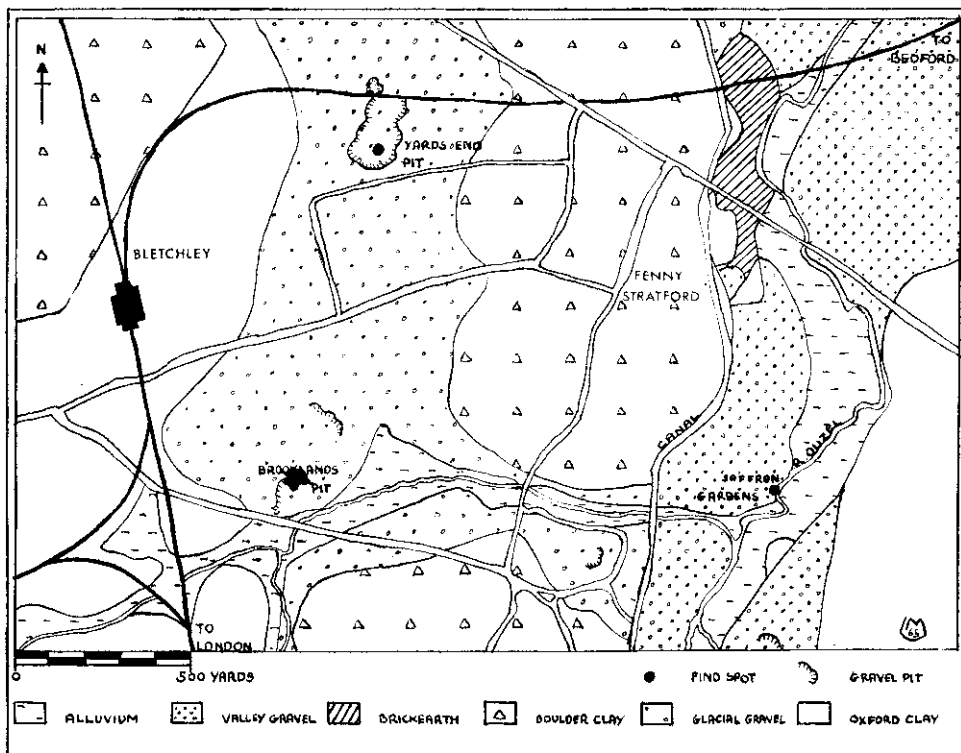 N
TO
BEDFORD
YARDS END
PIT
BLETCHLEY
FENNY
STRATFORD
CANAL
R. OUZEL
BROOKLANDS
PIT
SAFFRON
GARDENS
TO
LONDON
65
0 500 YARDS
FIND SPOT
GRAVEL PIT
ALLUVIUM
VALLEY GRAVEL
BRICKEARTH
BOULDER CLAY
GLACIAL GRAVEL
OXFORD CLAY